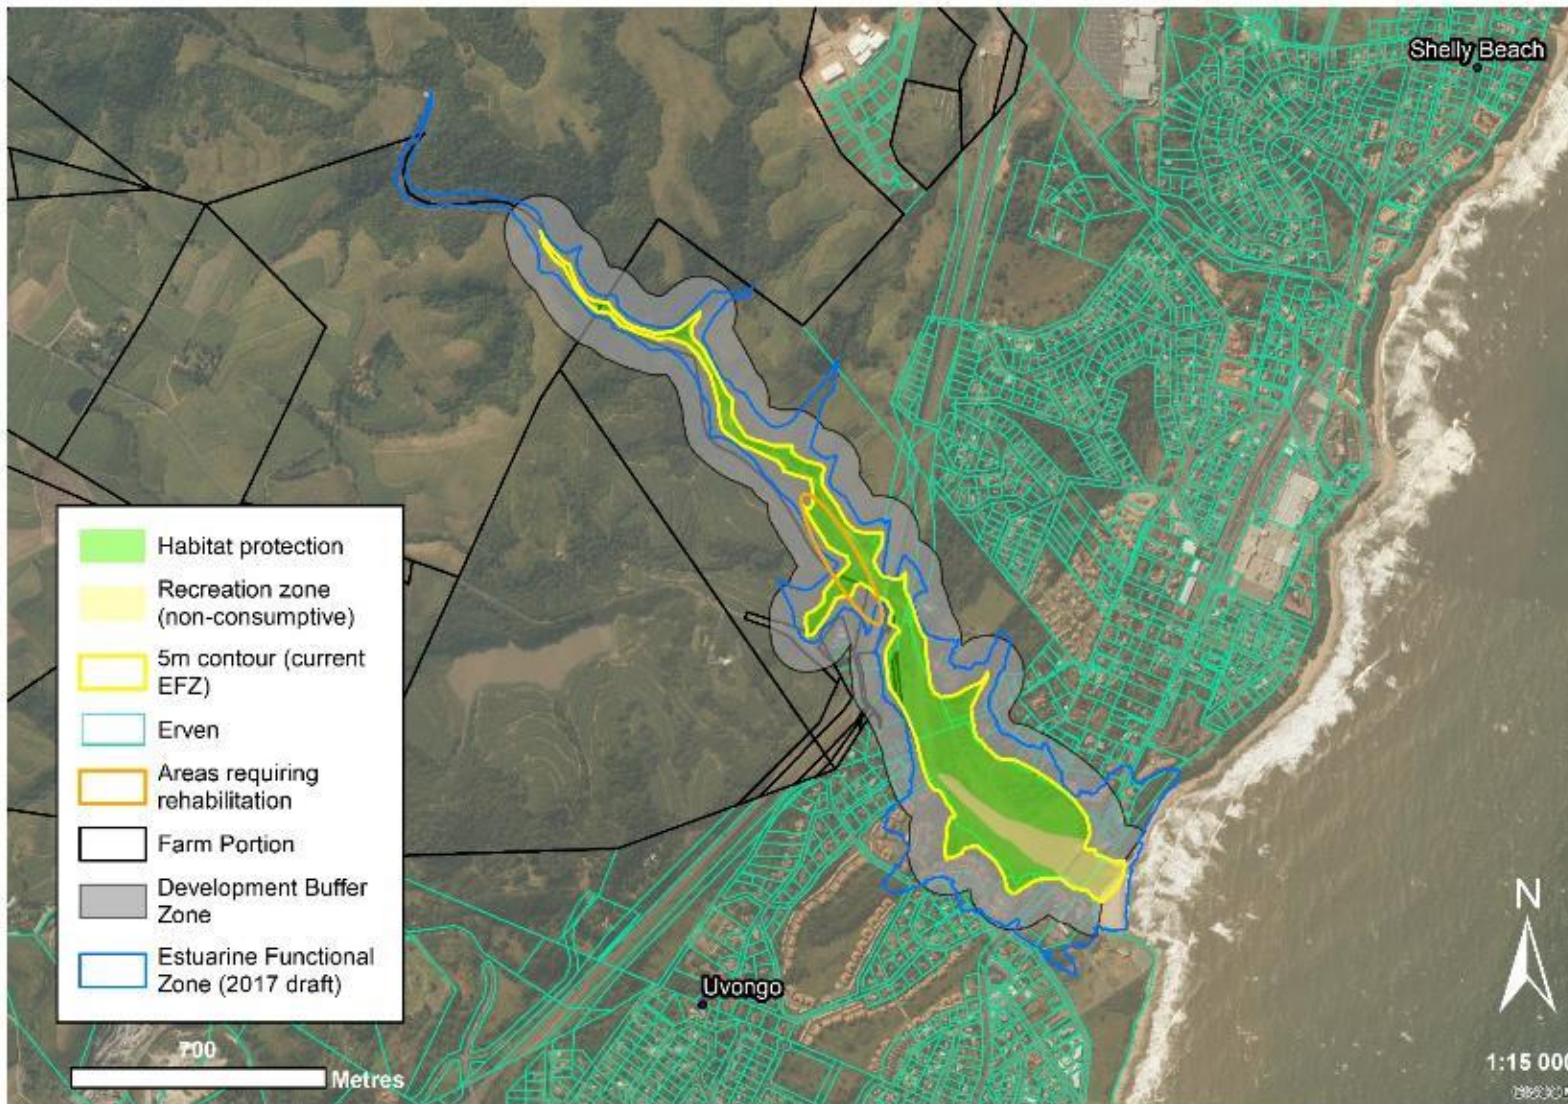 Shelly Beach
Habitat protection
Recreation zone
(non-consumptive)
5m contour (current
EFZ)
Erven
Areas requiring
rehabilitation
Farm Portion
Development Buffer
Zone
Estuarine Functional
Zone (2017 draft)
N
Uvongo
700
Metres
1:15 000